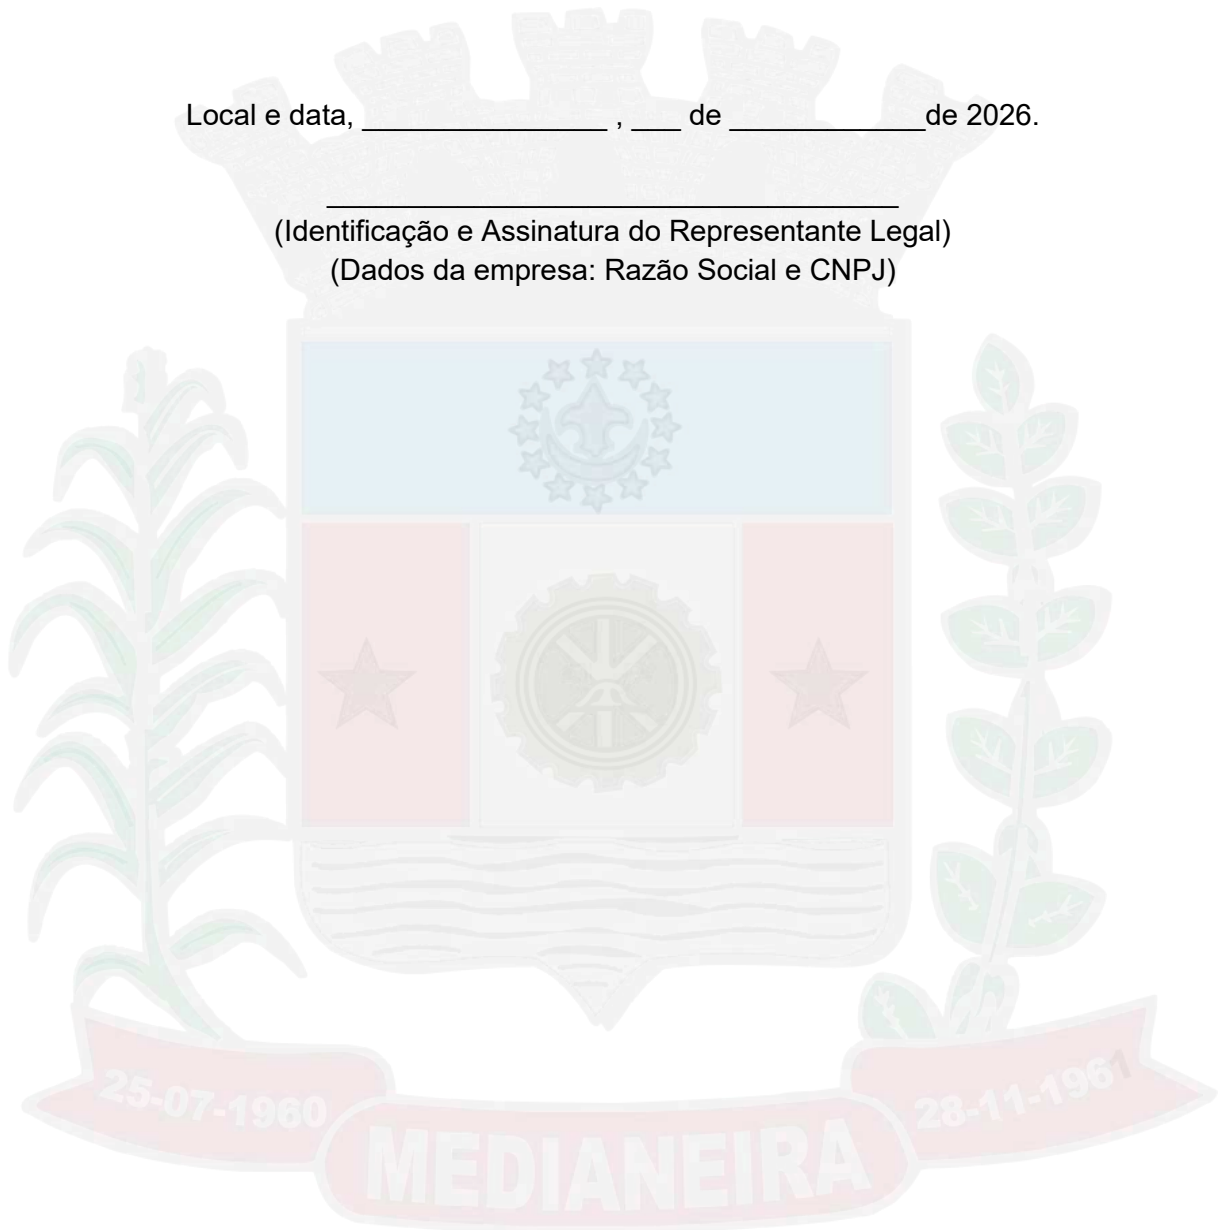 Local e data, _______________ , ___ de ____________de 2026.
___________________________________
(Identificação e Assinatura do Representante Legal)
(Dados da empresa: Razão Social e CNPJ)
25-07-1960
28-11-1961
MEDIANEIRA